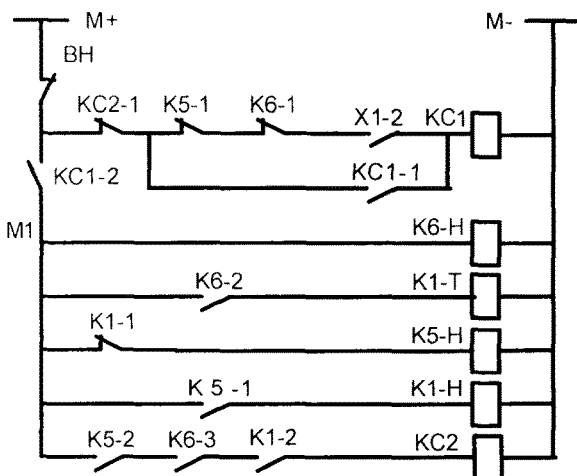 M+
M-
BH
KC2-1 K5-1 K6-1 X1-2 KC1
KC1-1
KC1-2
M1
K6-H
K6-2 K1-T
K1-1 K5-H
K 5 -1 K1-H
K5-2 K6-3 K1-2 KC2